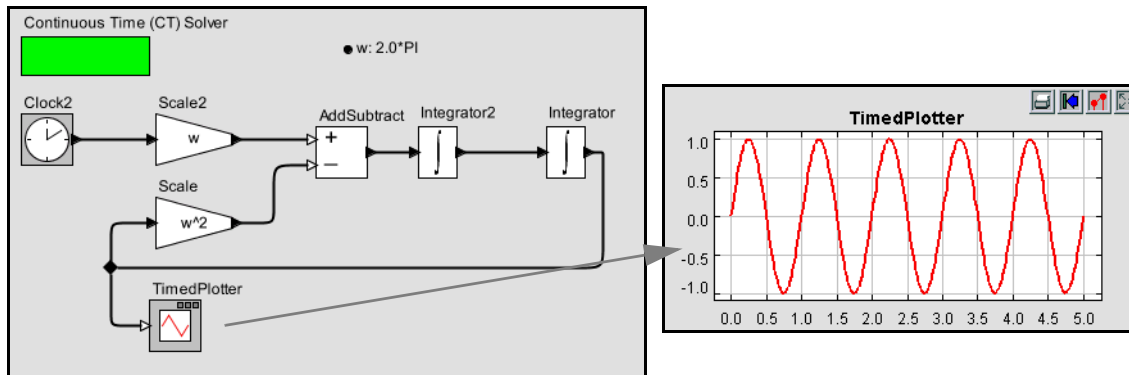 Continuous Time (CT) Solver
w: 2.0*PI
Clock2
Scale2
AddSubtract
Integrator2
Integrator
w
+
−
∫
∫
Scale
w^2
TimedPlotter
TimedPlotter
1.0
0.5
0.0
-0.5
-1.0
0.0 0.5 1.0 1.5 2.0 2.5 3.0 3.5 4.0 4.5 5.0